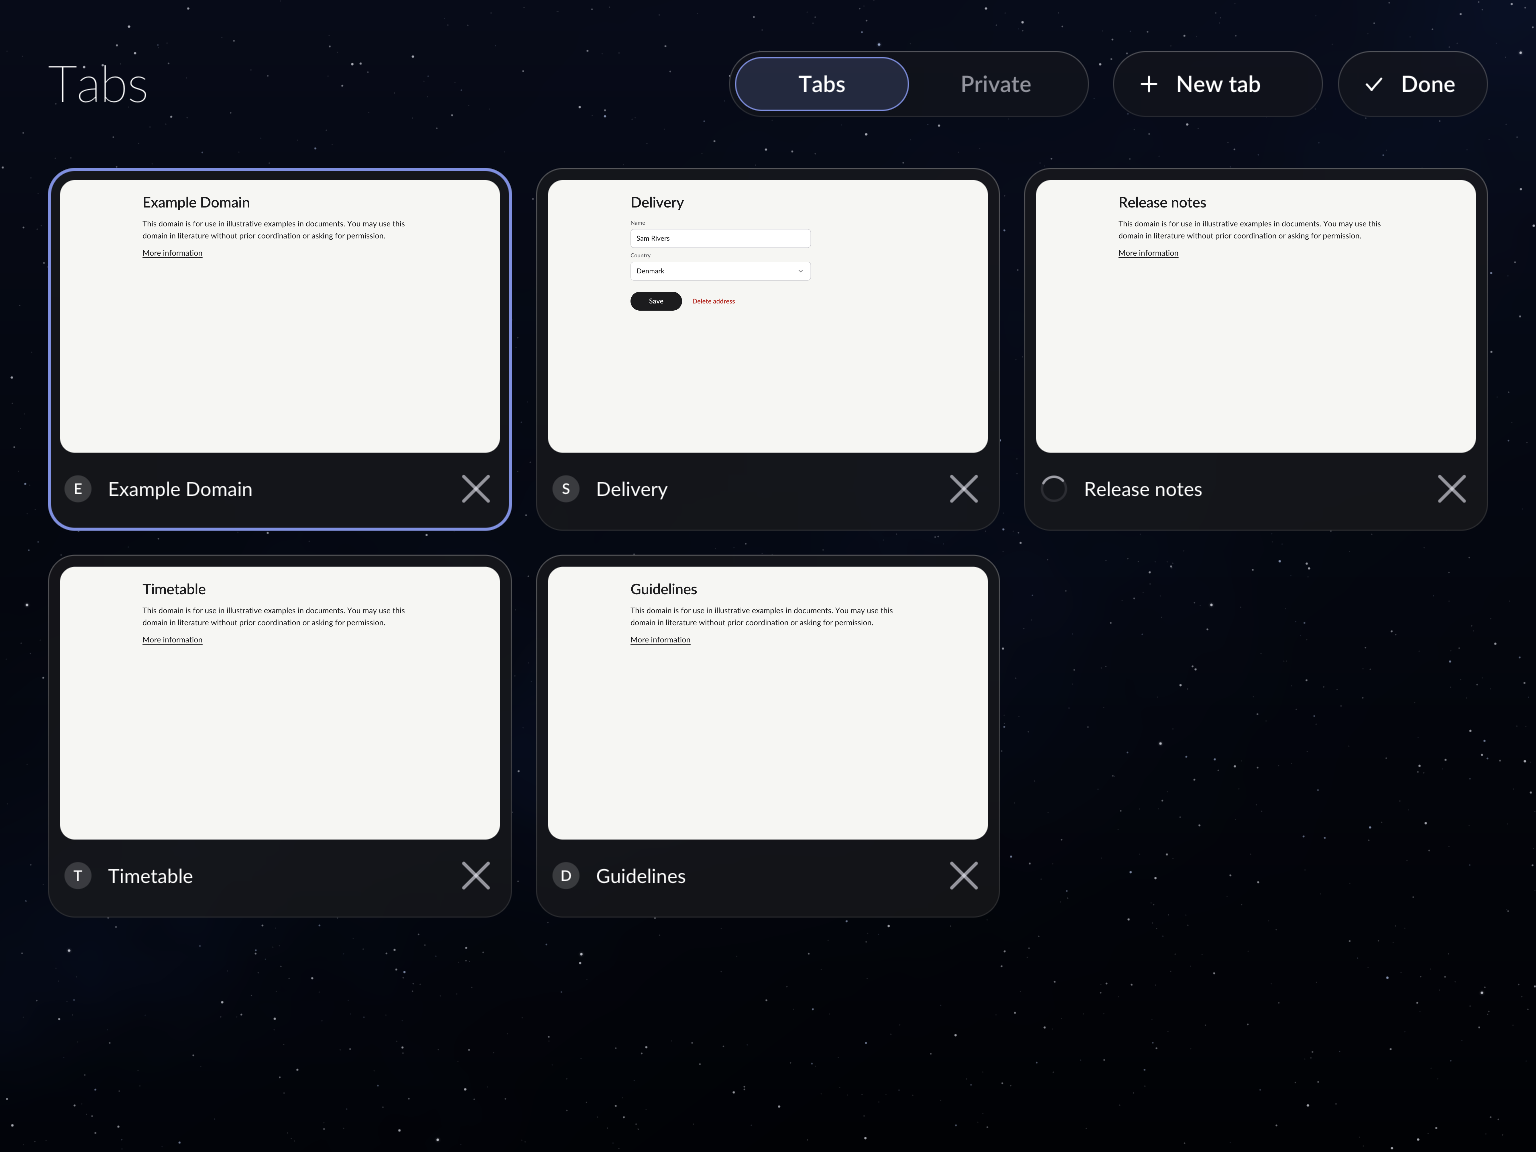 Tabs
Tabs
Private
New tab
Done
Example Domain
This domain is for use in illustrative examples in documents. You may use this
domain in literature without prior coordination or asking for permission.
More information
E
Example Domain
Delivery
Name
Sam Rivers
Country
Denmark
Save
Delete address
S
Delivery
Release notes
This domain is for use in illustrative examples in documents. You may use this
domain in literature without prior coordination or asking for permission.
More information
Release notes
Timetable
This domain is for use in illustrative examples in documents. You may use this
domain in literature without prior coordination or asking for permission.
More information
T
Timetable
Guidelines
This domain is for use in illustrative examples in documents. You may use this
domain in literature without prior coordination or asking for permission.
More information
D
Guidelines